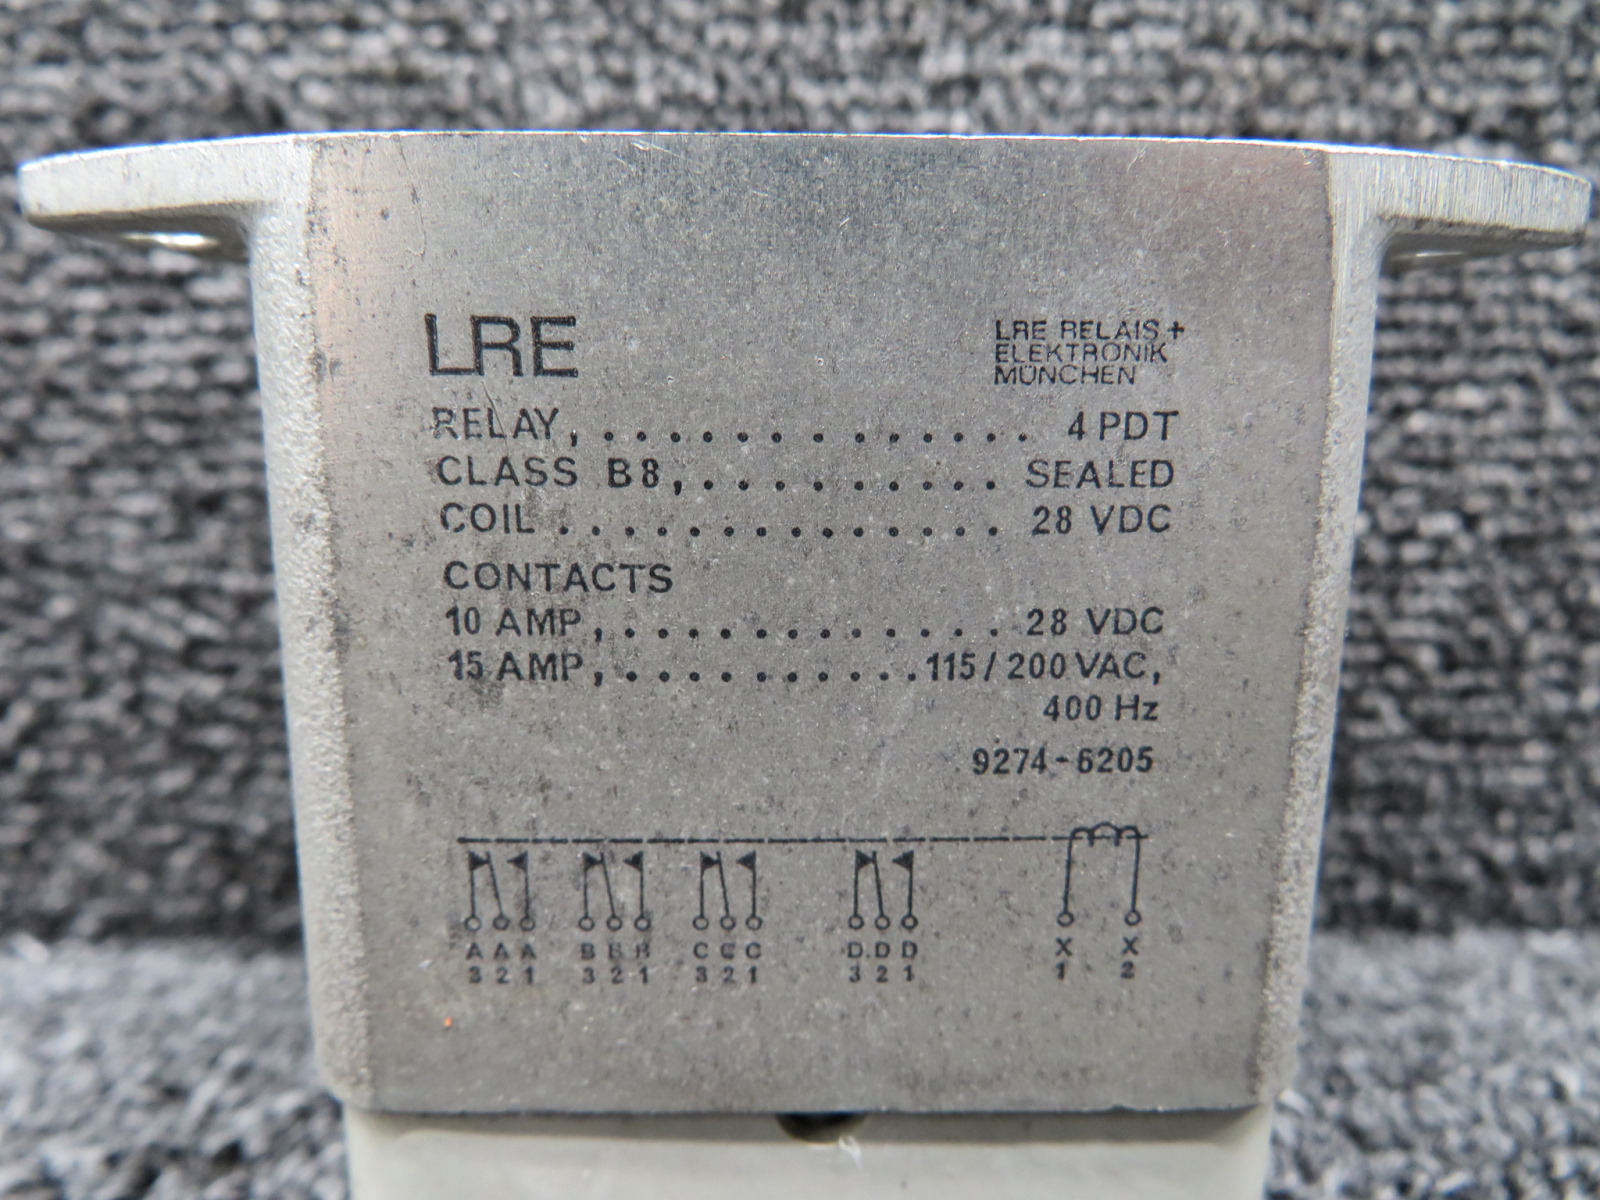 LRE
LRE RELAIS +
ELEKTRONIK
MÜNCHEN
RELAY, . . . . . . . . . . . . . . 4 PDT
CLASS B8, . . . . . . . . . . SEALED
COIL . . . . . . . . . . . . . . 28 VDC
CONTACTS
10 AMP, . . . . . . . . . . . . . 28 VDC
15 AMP, . . . . . . . . . . . 115 / 200 VAC,
400 Hz
9274-6205
A A A B B B C C C D D D X X
3 2 1 3 2 1 3 2 1 3 2 1 1 2